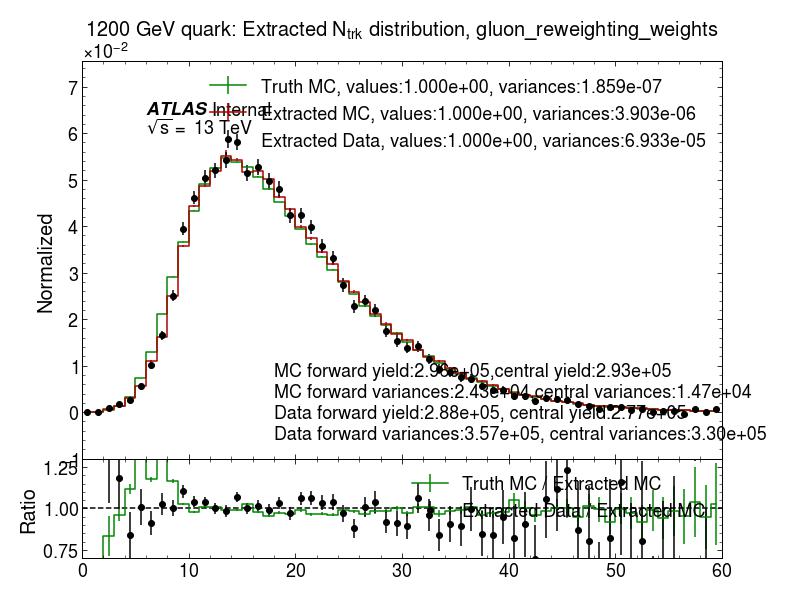 1200 GeV quark: Extracted Ntrk distribution, gluon_reweighting_weights
×10−2
Truth MC, values:1.000e+00, variances:1.859e-07
ATLAS Internal
Extracted MC, values:1.000e+00, variances:3.903e-06
√s = 13 TeV
Extracted Data, values:1.000e+00, variances:6.933e-05
Normalized
7
6
5
4
3
2
1
0
1
MC forward yield:2.98e+05,central yield:2.93e+05
MC forward variances:2.43e+04,central variances:1.47e+04
Data forward yield:2.88e+05, central yield:2.77e+05
Data forward variances:3.57e+05, central variances:3.30e+05
Ratio
1.25
1.00
0.75
Truth MC / Extracted MC
Extracted Data / Extracted MC
0 10 20 30 40 50 60